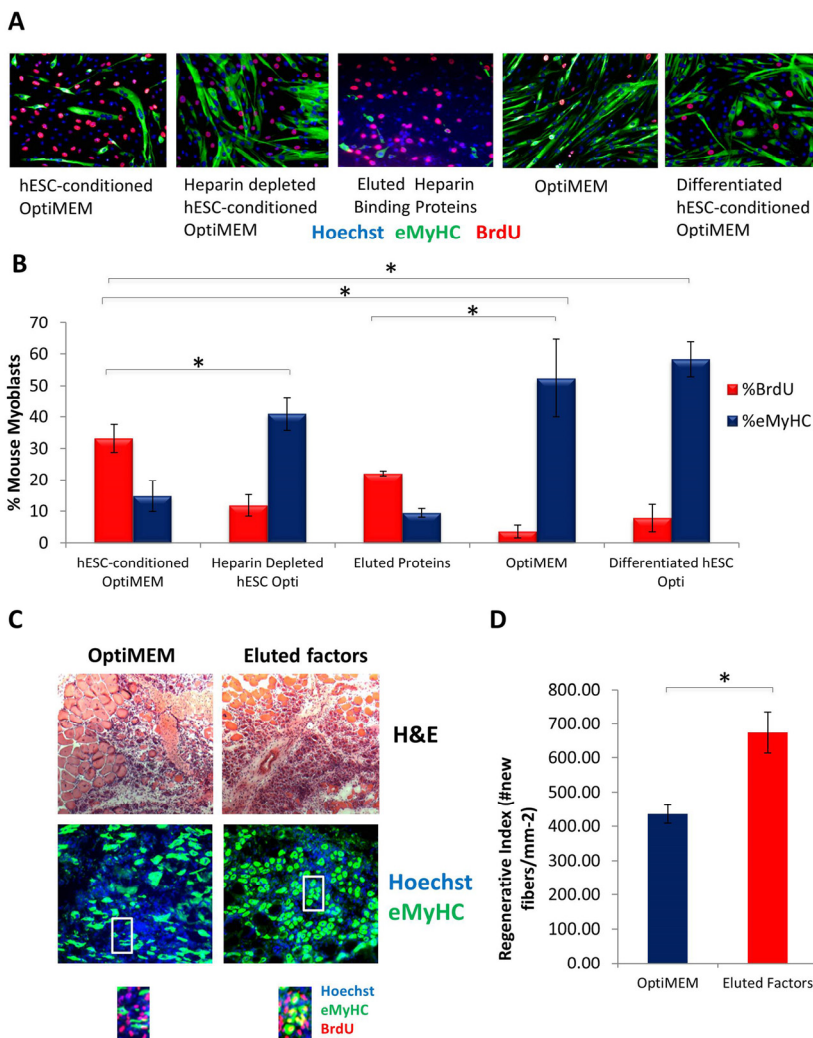 A
hESC-conditioned
OptiMEM
Heparin depleted
hESC-conditioned
OptiMEM
Eluted Heparin
Binding Proteins
OptiMEM
Differentiated
hESC-conditioned
OptiMEM
Hoechst eMyHC BrdU
B
*
*
*
*
70
60
50
40
30
20
10
0
% Mouse Myoblasts
%BrdU
%eMyHC
hESC-conditioned
OptiMEM
Heparin Depleted
hESC Opti
Eluted Proteins
OptiMEM
Differentiated hESC
Opti
C
OptiMEM
Eluted factors
H&E
Hoechst
eMyHC
Hoechst
eMyHC
BrdU
D
*
800.00
700.00
600.00
500.00
400.00
300.00
200.00
100.00
0.00
Regenerative Index (#new
fibers/mm-2)
OptiMEM
Eluted Factors